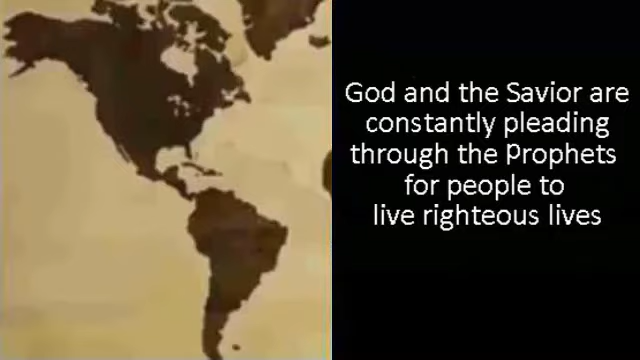 God and the Savior are
constantly pleading
through the Prophets
for people to
live righteous lives